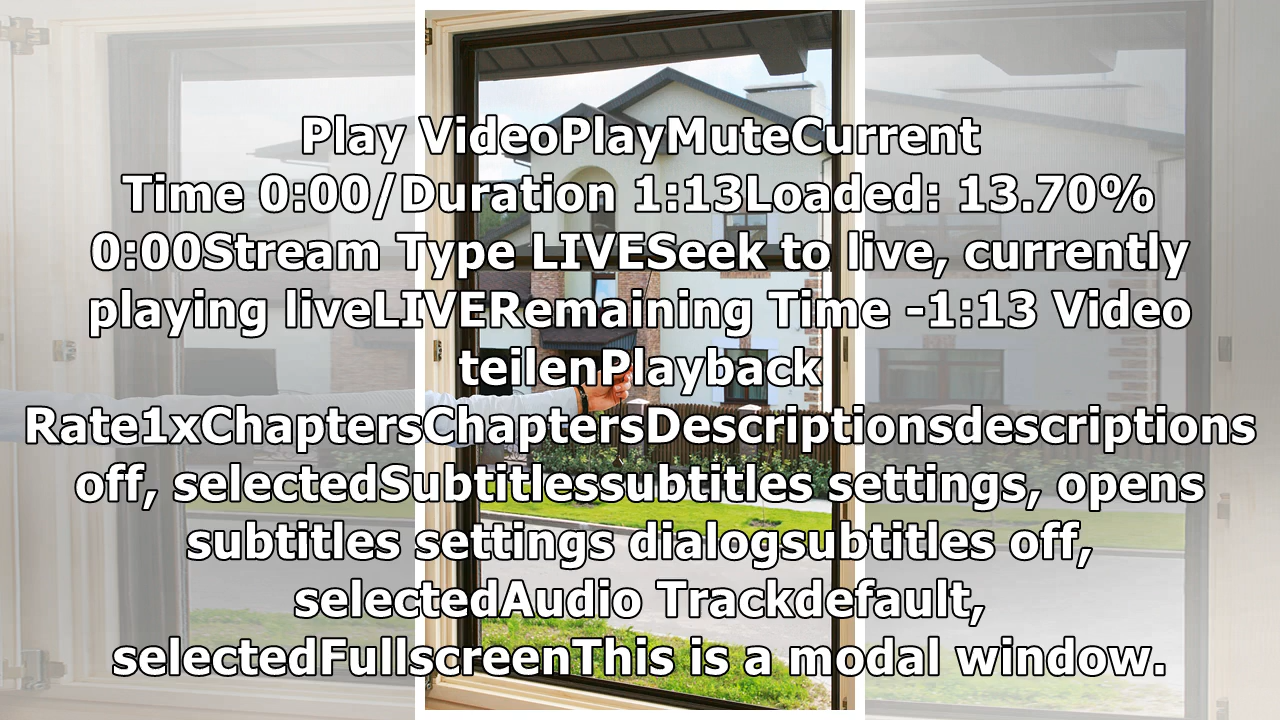 Play VideoPlayMuteCurrent
Time 0:00/Duration 1:13Loaded: 13.70%
0:00Stream Type LIVESeek to live, currently
playing liveLIVERemaining Time -1:13 Video
teilenPlayback
Rate1xChaptersChaptersDescriptionsdescriptions
off, selectedSubtitlessubtitles settings, opens
subtitles settings dialogsubtitles off,
selectedAudio Trackdefault,
selectedFullscreenThis is a modal window.